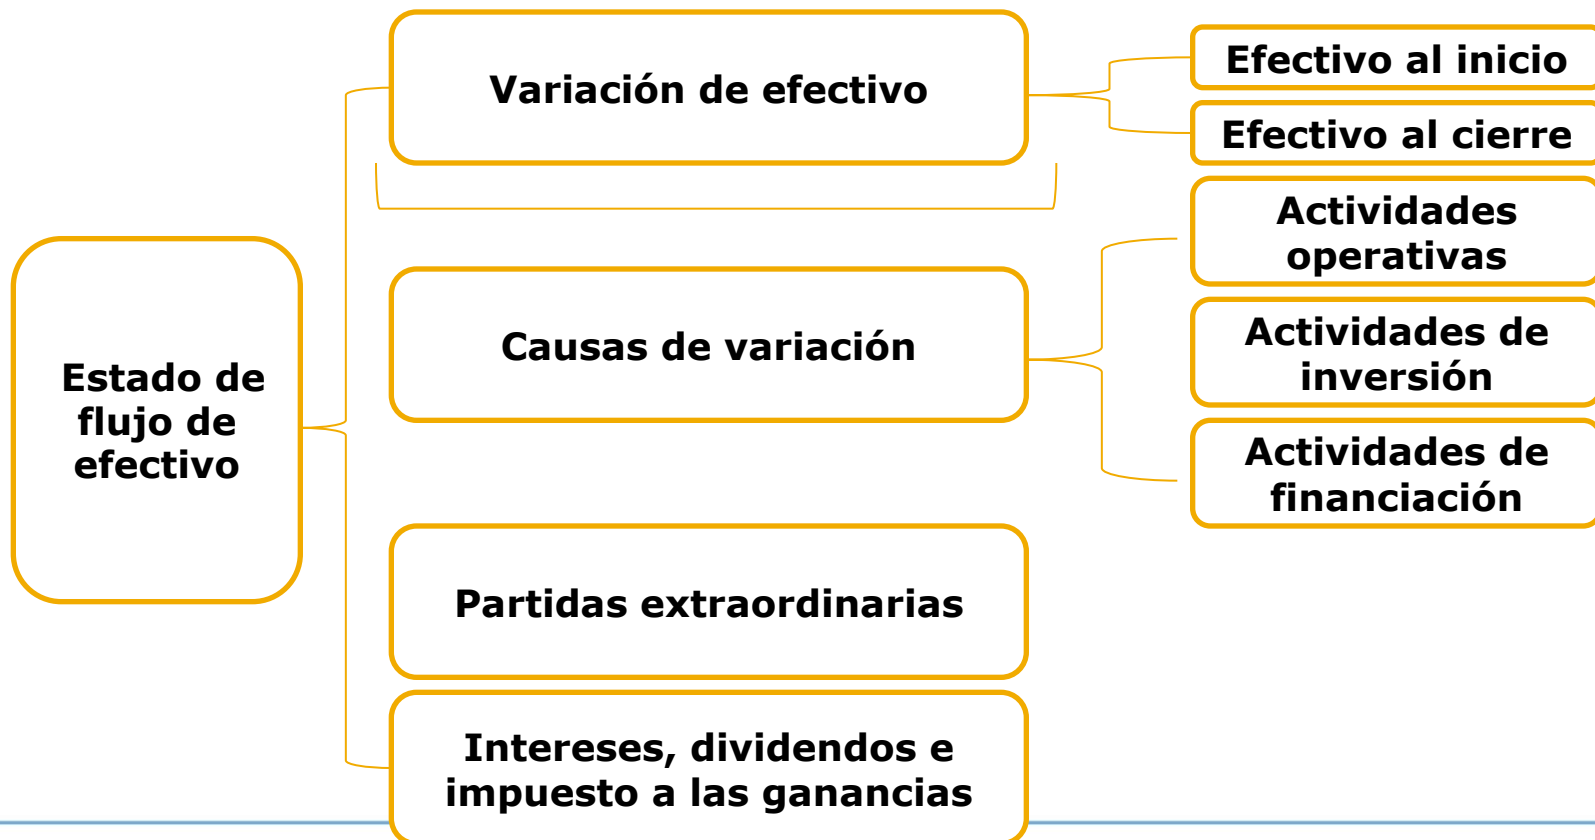 Estado de
flujo de
efectivo
Variación de efectivo
Efectivo al inicio
Efectivo al cierre
Causas de variación
Actividades
operativas
Actividades de
inversión
Actividades de
financiación
Partidas extraordinarias
Intereses, dividendos e
impuesto a las ganancias